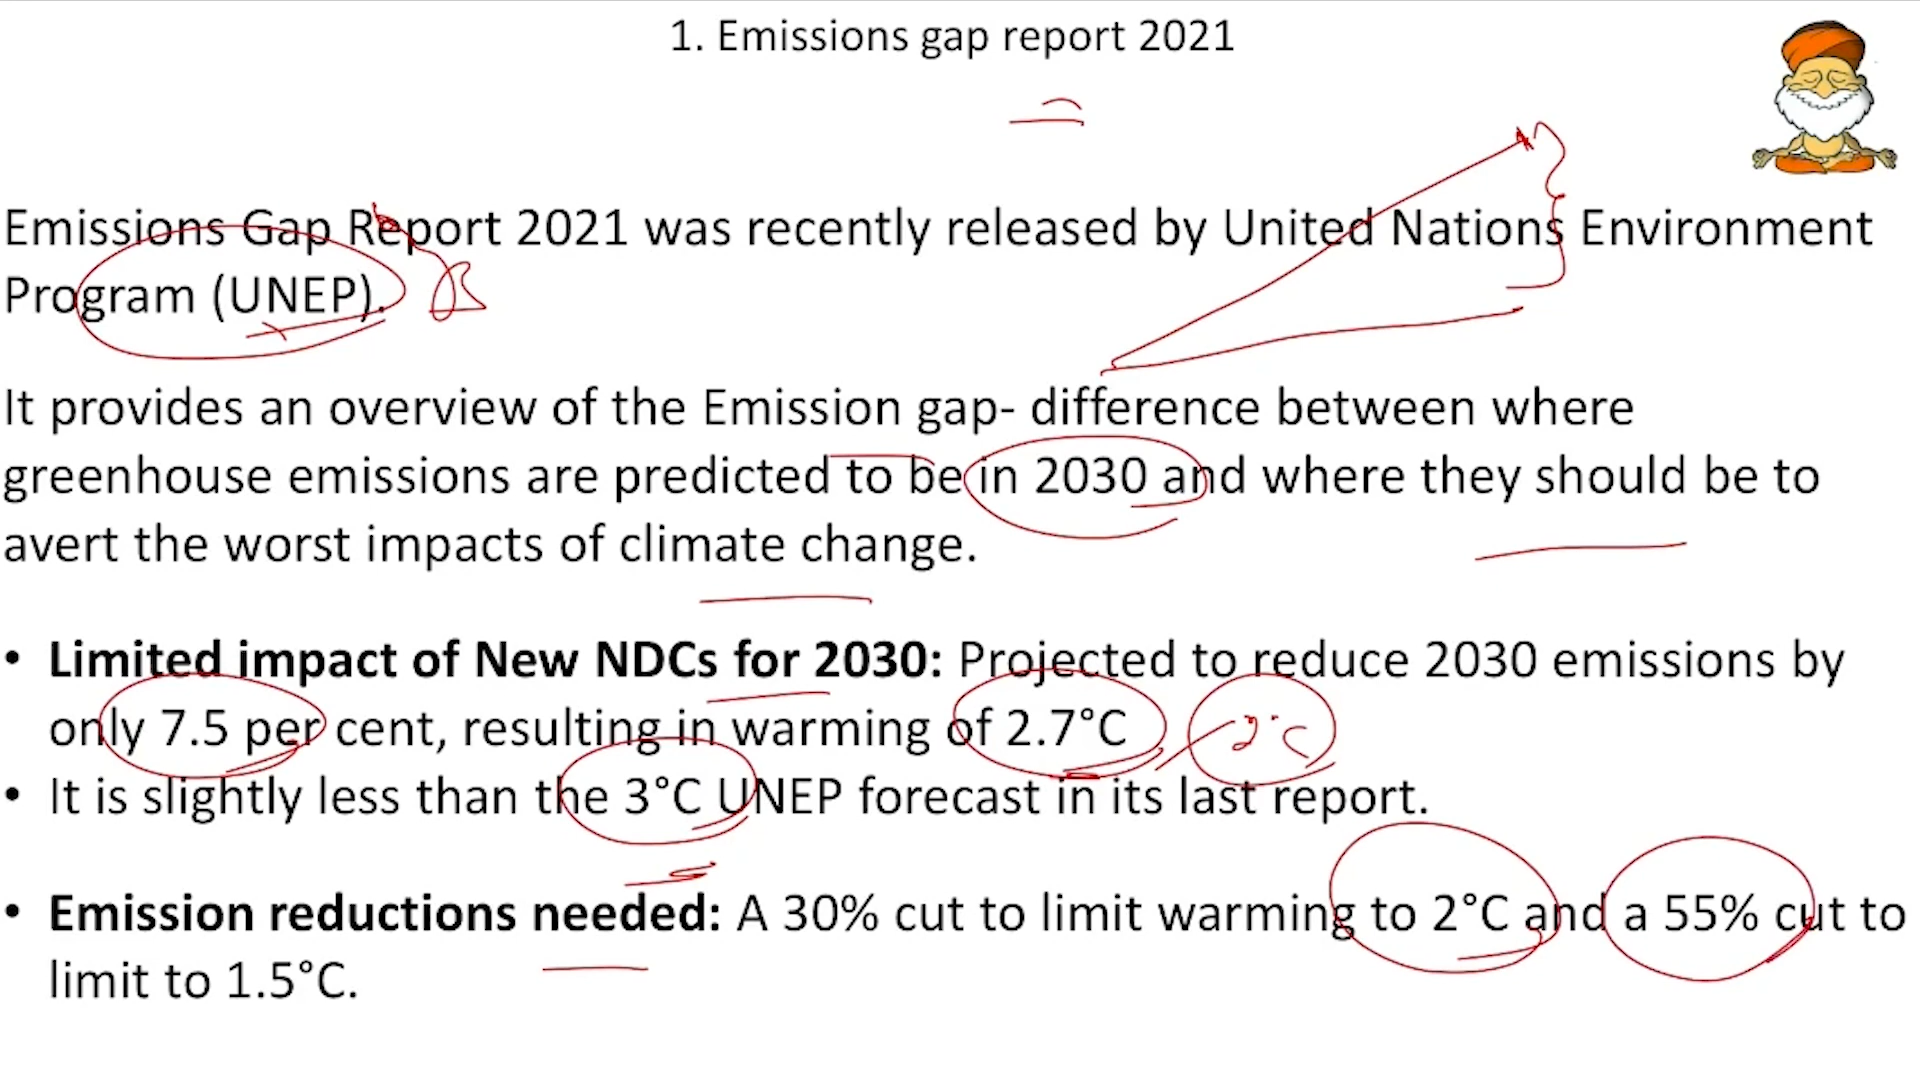 1. Emissions gap report 2021
Emissions Gap Report 2021 was recently released by United Nations Environment
Program (UNEP).
It provides an overview of the Emission gap- difference between where
greenhouse emissions are predicted to be in 2030 and where they should be to
avert the worst impacts of climate change.
• Limited impact of New NDCs for 2030: Projected to reduce 2030 emissions by
only 7.5 per cent, resulting in warming of 2.7°C 2°C
• It is slightly less than the 3°C UNEP forecast in its last report.
• Emission reductions needed: A 30% cut to limit warming to 2°C and a 55% cut to
limit to 1.5°C.